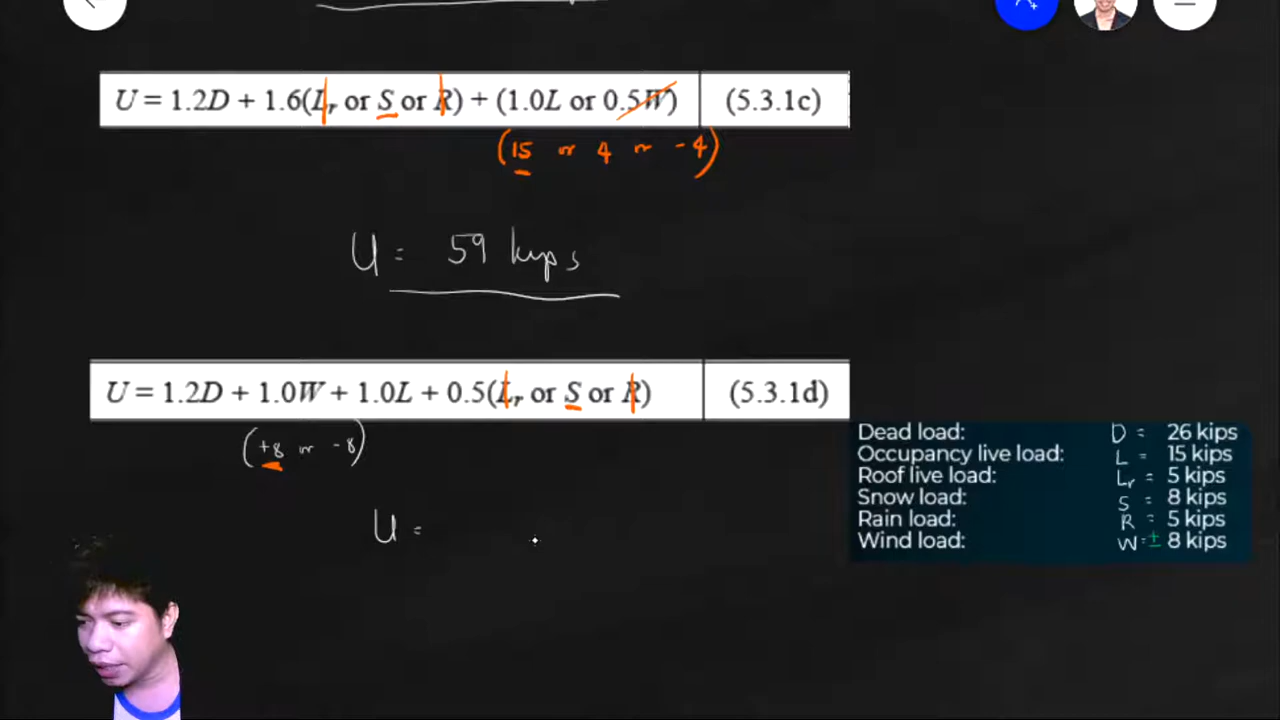 U = 1.2D + 1.6(Lr or S or R) + (1.0L or 0.5W) (5.3.1c)
(15 or 4 or -4)
U = 59 kips
U = 1.2D + 1.0W + 1.0L + 0.5(Lr or S or R) (5.3.1d)
(+8 or -8)
U =
Dead load: D = 26 kips
Occupancy live load: L = 15 kips
Roof live load: Lr = 5 kips
Snow load: S = 8 kips
Rain load: R = 5 kips
Wind load: W = ± 8 kips